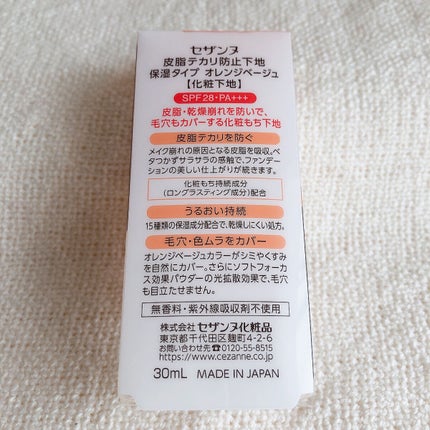 セザンヌ
皮脂テカリ防止下地
保湿タイプ オレンジベージュ
【化粧下地】
SPF28・PA+++
皮脂・乾燥崩れを防いで、
毛穴もカバーする化粧もち下地
皮脂テカリを防ぐ
メイク崩れの原因となる皮脂を吸収。ベ
タつかずサラサラの感触で、ファンデー
ションの美しい仕上がりが続きます。
化粧もち持続成分
(ロングラスティング成分)配合
うるおい持続
15種類の保湿成分配合で、乾燥しにくい処方。
毛穴・色ムラをカバー
オレンジベージュカラーがシミやくすみ
を自然にカバー。さらにソフトフォーカ
ス効果パウダーの光拡散効果で、毛穴
も目立たせません。
無香料・紫外線吸収剤不使用
株式会社 セザンヌ化粧品
東京都千代田区麹町4-2-6
お問い合わせ先☎0120-55-8515
https://www.cezanne.co.jp
30mL MADE IN JAPAN